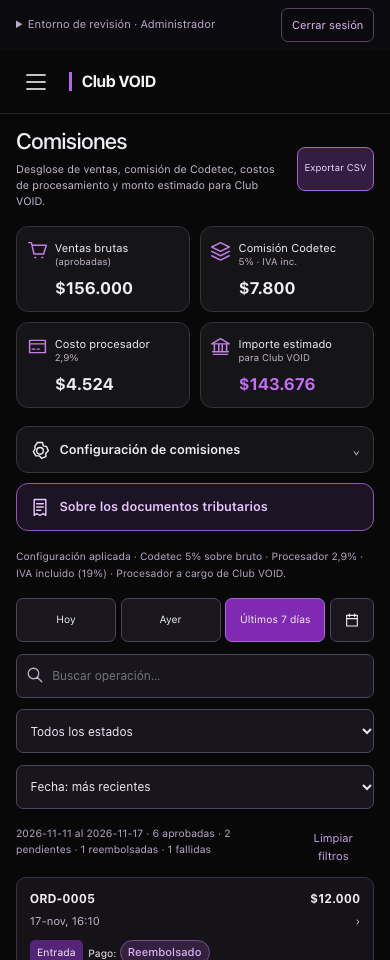 ▶ Entorno de revisión · Administrador
Cerrar sesión
Club VOID
Comisiones
Desglose de ventas, comisión de Codetec, costos
de procesamiento y monto estimado para Club
VOID.
Exportar CSV
Ventas brutas
(aprobadas)
$156.000
Comisión Codetec
5% · IVA inc.
$7.800
Costo procesador
2,9%
$4.524
Importe estimado
para Club VOID
$143.676
Configuración de comisiones
Sobre los documentos tributarios
Configuración aplicada · Codetec 5% sobre bruto · Procesador 2,9% ·
IVA incluido (19%) · Procesador a cargo de Club VOID.
Hoy
Ayer
Últimos 7 días
Buscar operación...
Todos los estados
Fecha: más recientes
2026-11-11 al 2026-11-17 · 6 aprobadas · 2
pendientes · 1 reembolsadas · 1 fallidas
Limpiar
filtros
ORD-0005
$12.000
17-nov, 16:10
›
Entrada Pago: Reembolsado